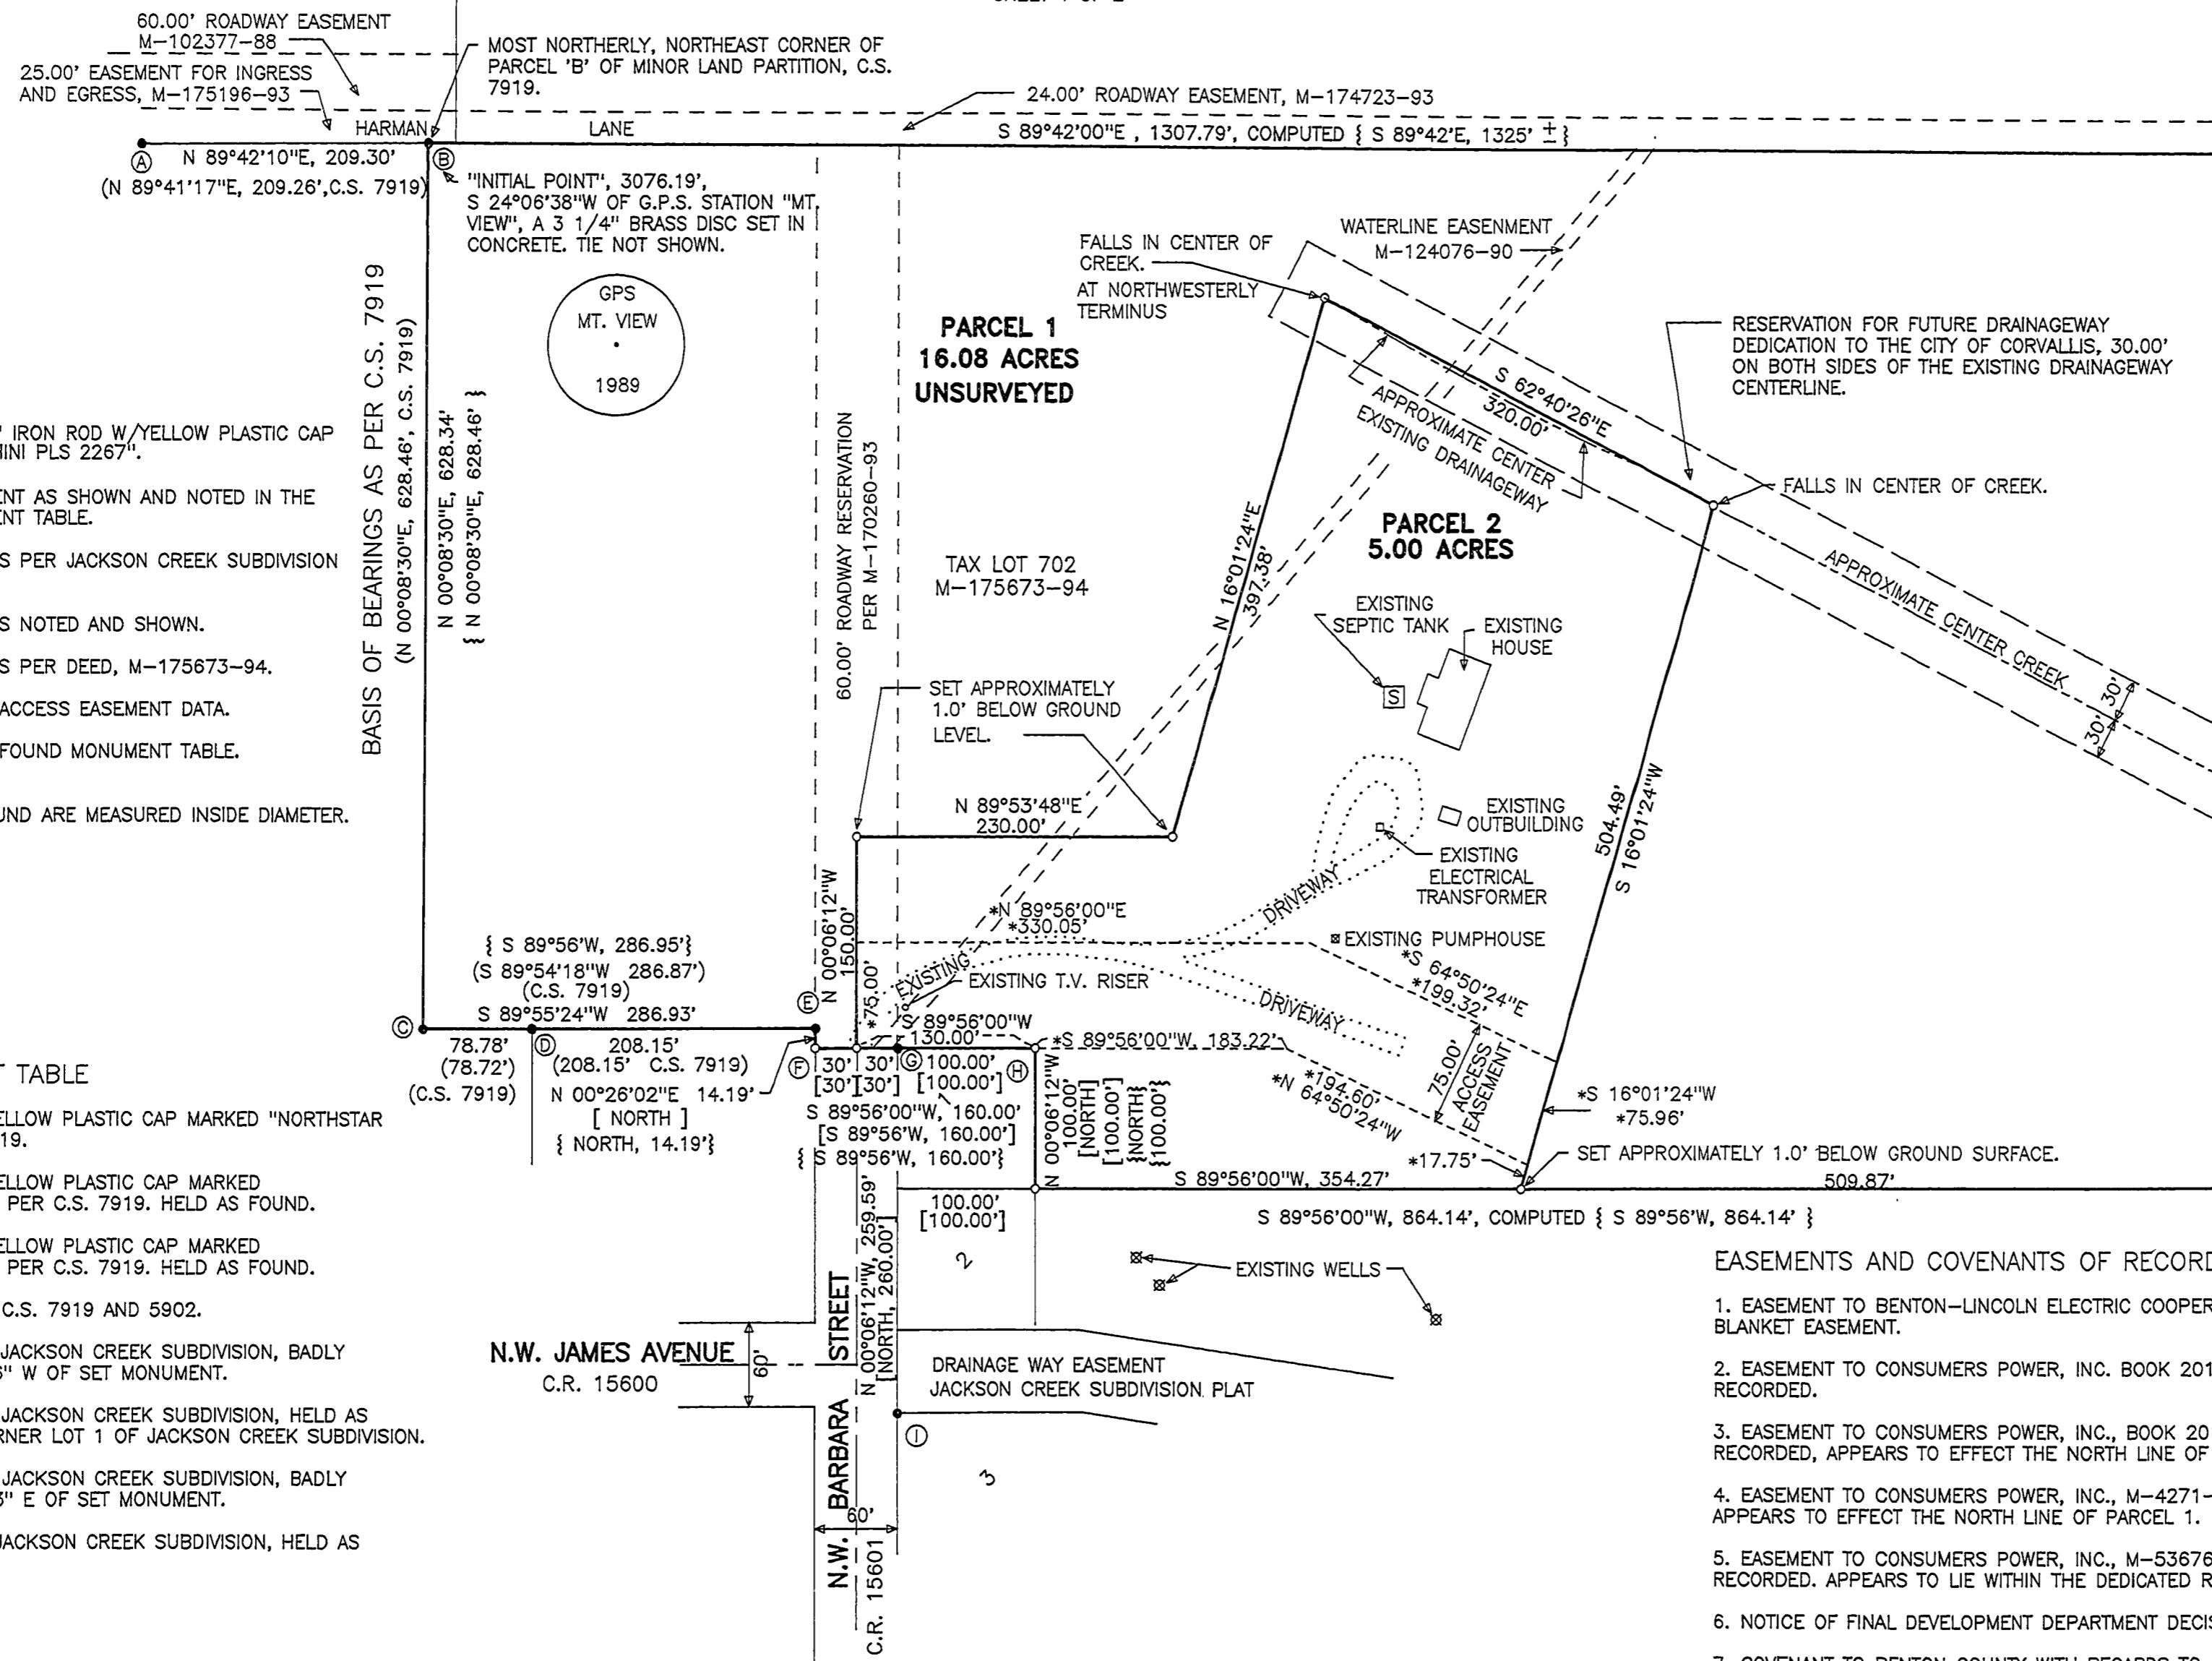 60.00' ROADWAY EASEMENT
M-102377-88
25.00' EASEMENT FOR INGRESS
AND EGRESS, M-175196-93
MOST NORTHERLY, NORTHEAST CORNER OF
PARCEL 'B' OF MINOR LAND PARTITION, C.S.
7919.
24.00' ROADWAY EASEMENT, M-174723-93
HARMAN LANE
S 89°42'00"E , 1307.79', COMPUTED { S 89°42'E, 1325' ± }
A
N 89°42'10"E, 209.30'
(N 89°41'17"E, 209.26',C.S. 7919)
B
"INITIAL POINT", 3076.19',
S 24°06'38"W OF G.P.S. STATION "MT.
VIEW", A 3 1/4" BRASS DISC SET IN
CONCRETE. TIE NOT SHOWN.
GPS
MT. VIEW
1989
BASIS OF BEARINGS AS PER C.S. 7919
(N 00°08'30"E, 628.46', C.S. 7919)
N 00°08'30"E, 628.34'
{ N 00°08'30"E, 628.46' }
FALLS IN CENTER OF
CREEK.
AT NORTHWESTERLY
TERMINUS
WATERLINE EASENMENT
M-124076-90
PARCEL 1
16.08 ACRES
UNSURVEYED
RESERVATION FOR FUTURE DRAINAGEWAY
DEDICATION TO THE CITY OF CORVALLIS, 30.00'
ON BOTH SIDES OF THE EXISTING DRAINAGEWAY
CENTERLINE.
S 62°40'26"E
320.00'
APPROXIMATE CENTER
EXISTING DRAINAGEWAY
FALLS IN CENTER OF CREEK.
PARCEL 2
5.00 ACRES
APPROXIMATE CENTER CREEK
30'
30'
60.00' ROADWAY RESERVATION
PER M-170260-93
TAX LOT 702
M-175673-94
N 16°01'24"E
397.38'
EXISTING
SEPTIC TANK
S
EXISTING
HOUSE
SET APPROXIMATELY
1.0' BELOW GROUND
LEVEL.
N 89°53'48"E
230.00'
EXISTING
OUTBUILDING
EXISTING
ELECTRICAL
TRANSFORMER
504.49'
S 16°01'24"W
DRIVEWAY
N 00°06'12"W
150.00'
*75.00'
*N 89°56'00"E
*330.05'
EXISTING
EXISTING T.V. RISER
EXISTING PUMPHOUSE
*S 64°50'24"E
*199.32'
DRIVEWAY
{ S 89°56'W, 286.95'}
(S 89°54'18"W 286.87')
(C.S. 7919)
S 89°55'24"W 286.93'
C
D
E
F
G
H
78.78'
(78.72')
(C.S. 7919)
208.15'
(208.15' C.S. 7919)
N 00°26'02"E 14.19'
[ NORTH ]
{ NORTH, 14.19'}
S 89°56'00"W
130.00'
30' 30' 100.00'
[30'] [30'] [100.00']
1
S 89°56'00"W, 160.00'
[S 89°56'W, 160.00']
{ S 89°56'W, 160.00'}
*S 89°56'00"W, 183.22'
N 00°06'12"W
100.00'
[NORTH]
[100.00']
{NORTH}
{100.00'}
*194.60'
*N 64°50'24"W
75.00'
ACCESS
EASEMENT
*S 16°01'24"W
*75.96'
*17.75'
SET APPROXIMATELY 1.0' BELOW GROUND SURFACE.
S 89°56'00"W, 354.27'
509.87'
S 89°56'00"W, 864.14', COMPUTED { S 89°56'W, 864.14' }
100.00'
[100.00']
2
EXISTING WELLS
N 00°06'12"W, 259.59'
[NORTH, 260.00']
N.W. JAMES AVENUE
C.R. 15600
60'
N.W. BARBARA STREET
C.R. 15601
60'
DRAINAGE WAY EASEMENT
JACKSON CREEK SUBDIVISION PLAT
I
3
' IRON ROD W/YELLOW PLASTIC CAP
INI PLS 2267".
ENT AS SHOWN AND NOTED IN THE
ENT TABLE.
S PER JACKSON CREEK SUBDIVISION
S NOTED AND SHOWN.
S PER DEED, M-175673-94.
ACCESS EASEMENT DATA.
FOUND MONUMENT TABLE.
UND ARE MEASURED INSIDE DIAMETER.
T TABLE
ELLOW PLASTIC CAP MARKED "NORTHSTAR
19.
ELLOW PLASTIC CAP MARKED
PER C.S. 7919. HELD AS FOUND.
ELLOW PLASTIC CAP MARKED
PER C.S. 7919. HELD AS FOUND.
C.S. 7919 AND 5902.
JACKSON CREEK SUBDIVISION, BADLY
" W OF SET MONUMENT.
JACKSON CREEK SUBDIVISION, HELD AS
RNER LOT 1 OF JACKSON CREEK SUBDIVISION.
JACKSON CREEK SUBDIVISION, BADLY
" E OF SET MONUMENT.
JACKSON CREEK SUBDIVISION, HELD AS
EASEMENTS AND COVENANTS OF RECORD
1. EASEMENT TO BENTON-LINCOLN ELECTRIC COOPER
BLANKET EASEMENT.
2. EASEMENT TO CONSUMERS POWER, INC. BOOK 201
RECORDED.
3. EASEMENT TO CONSUMERS POWER, INC., BOOK 20
RECORDED, APPEARS TO EFFECT THE NORTH LINE OF
4. EASEMENT TO CONSUMERS POWER, INC., M-4271-
APPEARS TO EFFECT THE NORTH LINE OF PARCEL 1.
5. EASEMENT TO CONSUMERS POWER, INC., M-53676
RECORDED. APPEARS TO LIE WITHIN THE DEDICATED R
6. NOTICE OF FINAL DEVELOPMENT DEPARTMENT DECIS